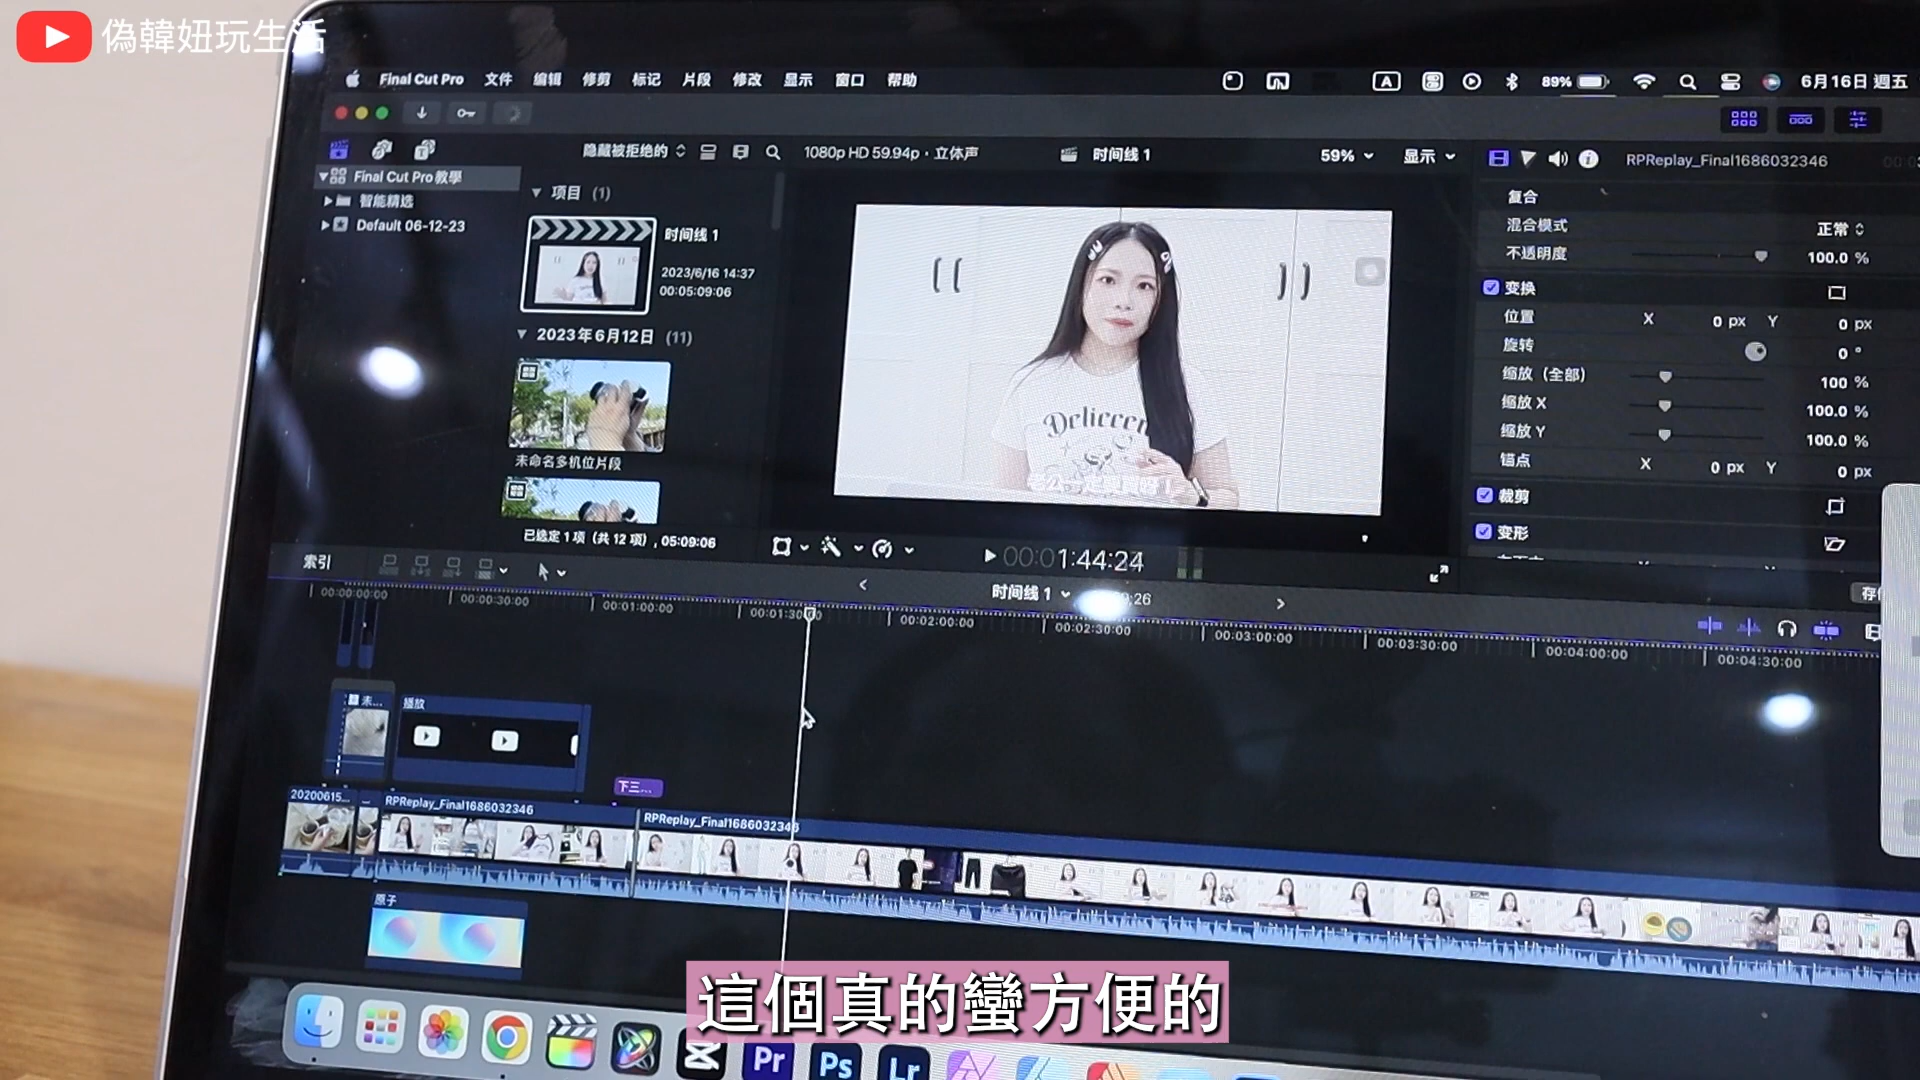 偽韓妞玩生活
Final Cut Pro 文件 编辑 修剪 标记 片段 修改 显示 窗口 帮助
A 89% 6月16日 週五
隐藏被拒绝的 1080p HD 59.94p · 立体声 时间线 1 59% 显示 RPReplay_Final1686032346
Final Cut Pro教學
智能精选
Default 06-12-23
项目 (1)
时间线 1
2023/6/16 14:37
00:05:09:06
2023年6月12日 (11)
未命名多机位片段
已选定 1 项（共 12 项）, 05:09:06
复合
混合模式 正常
不透明度 100.0 %
变换
位置 X 0 px Y 0 px
旋转 0 °
缩放（全部） 100 %
缩放 X 100.0 %
缩放 Y 100.0 %
锚点 X 0 px Y 0 px
裁剪
变形
00:01:44:24
索引
时间线 1
00:00:00:00 00:00:30:00 00:01:00:00 00:02:00:00 00:02:30:00 00:03:00:00 00:03:30:00 00:04:00:00 00:04:30:00
未...
播放
下三...
20200615...
RPReplay_Final1686032346
RPReplay_Final1686032346
原子
這個真的蠻方便的
Pr Ps Lr